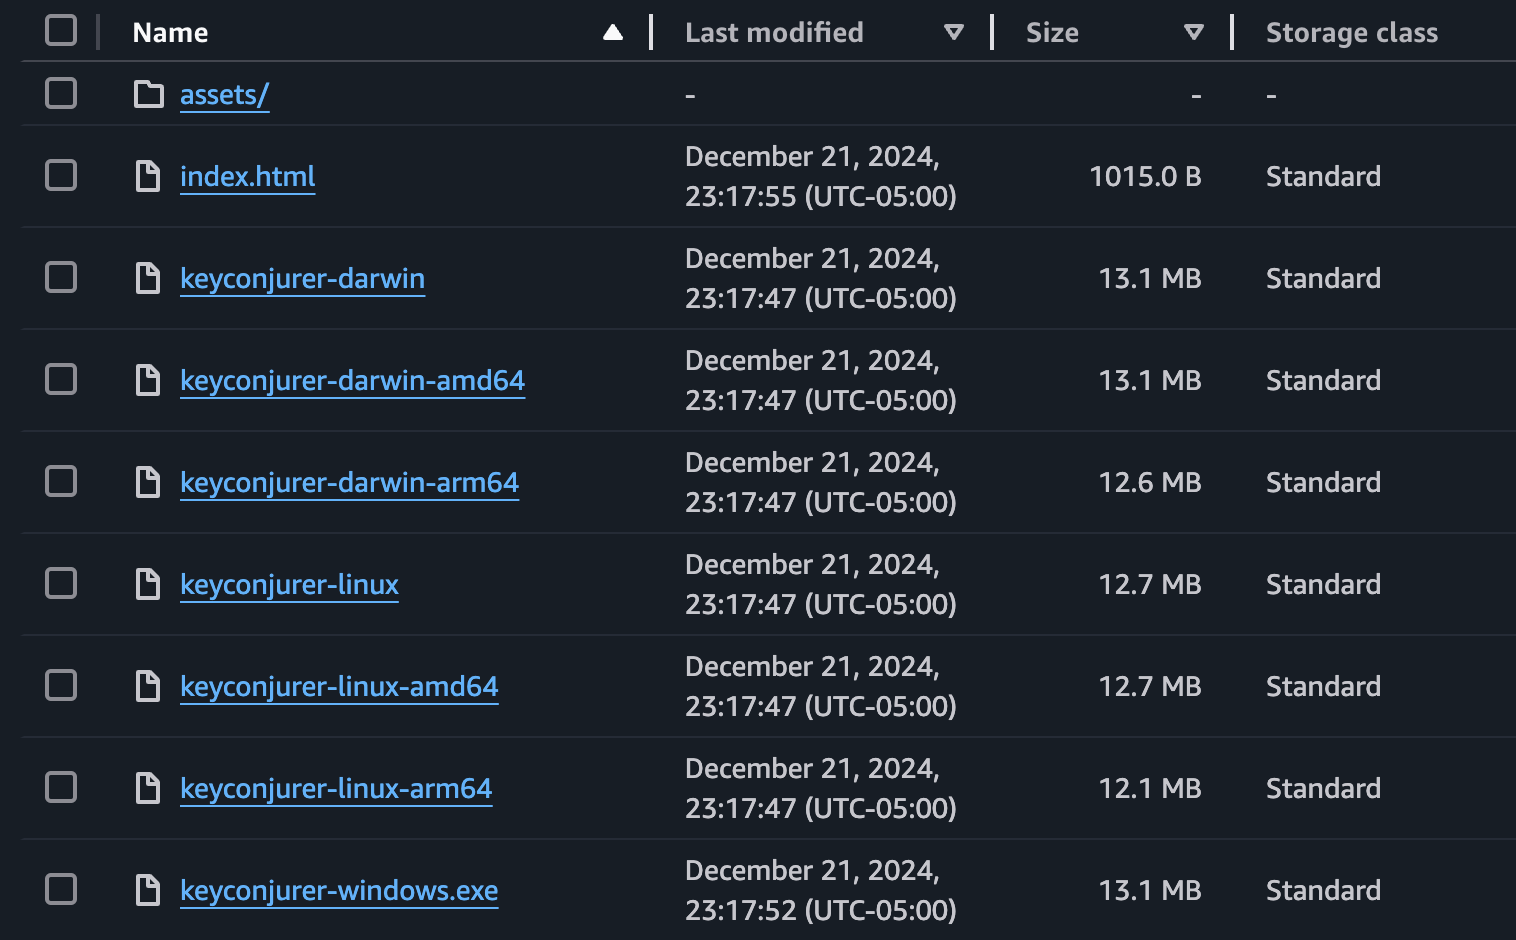 Name Last modified Size Storage class
assets/ - - -
index.html December 21, 2024, 1015.0 B Standard
23:17:55 (UTC-05:00)
keyconjurer-darwin December 21, 2024, 13.1 MB Standard
23:17:47 (UTC-05:00)
keyconjurer-darwin-amd64 December 21, 2024, 13.1 MB Standard
23:17:47 (UTC-05:00)
keyconjurer-darwin-arm64 December 21, 2024, 12.6 MB Standard
23:17:47 (UTC-05:00)
keyconjurer-linux December 21, 2024, 12.7 MB Standard
23:17:47 (UTC-05:00)
keyconjurer-linux-amd64 December 21, 2024, 12.7 MB Standard
23:17:47 (UTC-05:00)
keyconjurer-linux-arm64 December 21, 2024, 12.1 MB Standard
23:17:47 (UTC-05:00)
keyconjurer-windows.exe December 21, 2024, 13.1 MB Standard
23:17:52 (UTC-05:00)